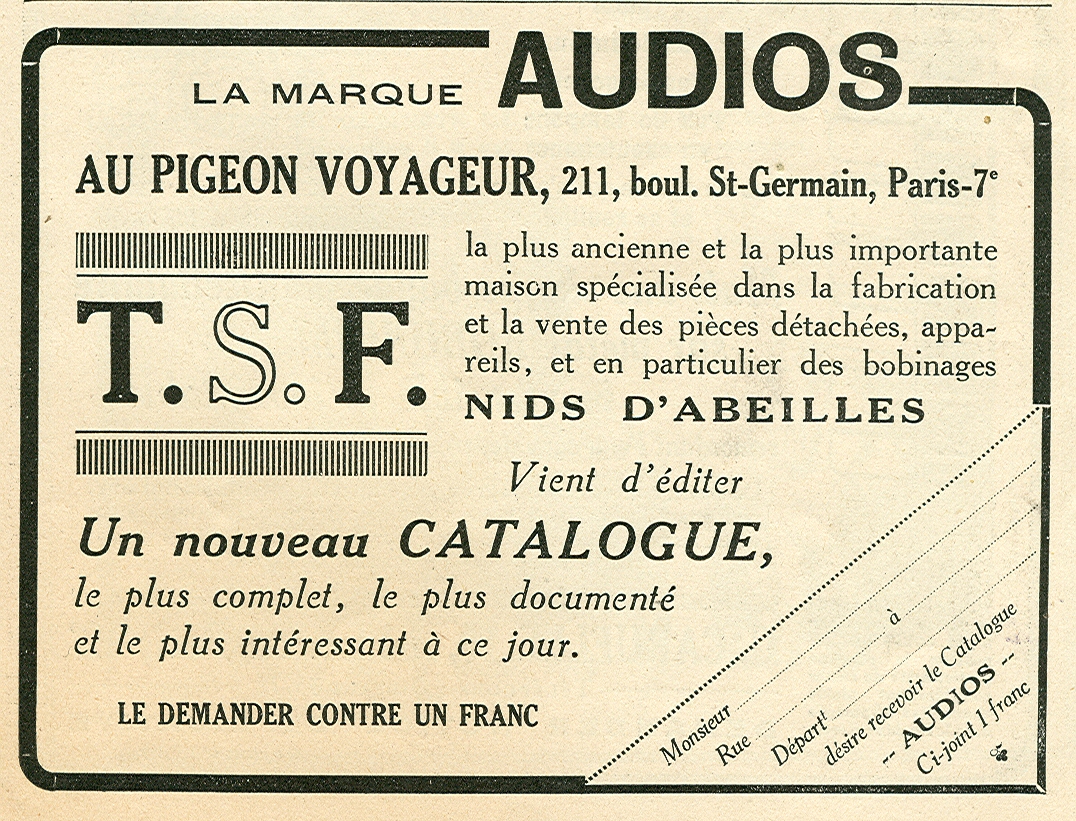 LA MARQUE AUDIOS
AU PIGEON VOYAGEUR, 211, boul. St-Germain, Paris-7e
T. S. F.
la plus ancienne et la plus importante
maison spécialisée dans la fabrication
et la vente des pièces détachées, appa-
reils, et en particulier des bobinages
NIDS D'ABEILLES
Vient d'éditer
Un nouveau CATALOGUE,
le plus complet, le plus documenté
et le plus intéressant à ce jour.
LE DEMANDER CONTRE UN FRANC
Monsieur
Rue à
Départt
désire recevoir le Catalogue
-- AUDIOS --
Ci-joint 1 franc